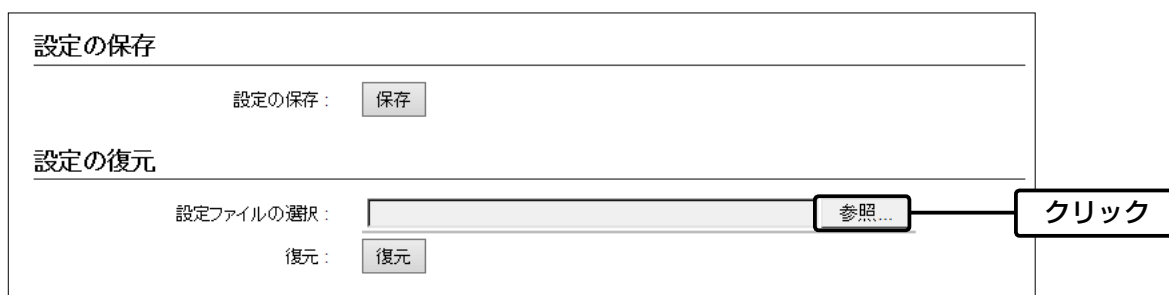 設定の保存
設定の保存: 保存
設定の復元
設定ファイルの選択: 参照... クリック
復元: 復元